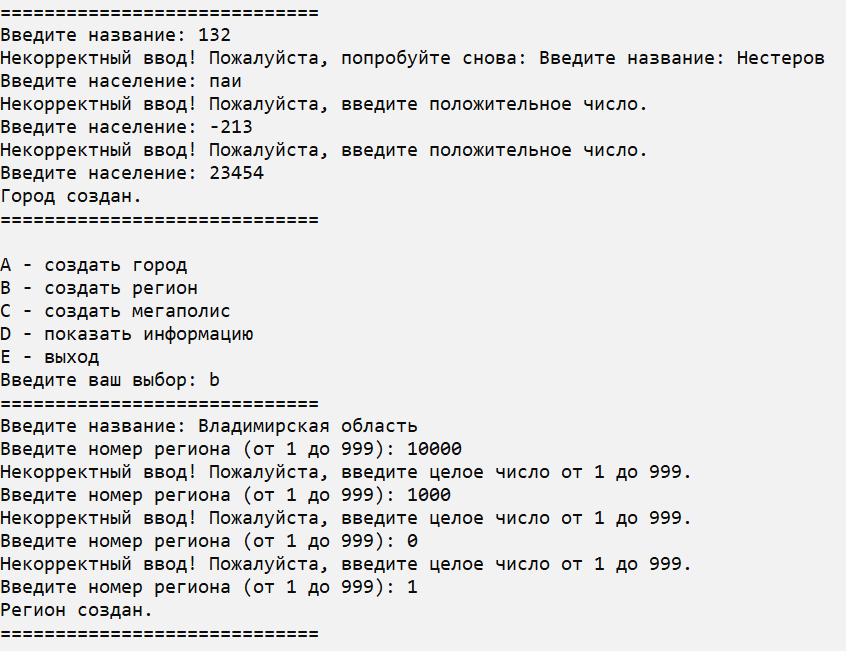 =============================
Введите название: 132
Некорректный ввод! Пожалуйста, попробуйте снова: Введите название: Нестеров
Введите население: паи
Некорректный ввод! Пожалуйста, введите положительное число.
Введите население: -213
Некорректный ввод! Пожалуйста, введите положительное число.
Введите население: 23454
Город создан.
=============================

A - создать город
B - создать регион
C - создать мегаполис
D - показать информацию
E - выход
Введите ваш выбор: b
=============================
Введите название: Владимирская область
Введите номер региона (от 1 до 999): 10000
Некорректный ввод! Пожалуйста, введите целое число от 1 до 999.
Введите номер региона (от 1 до 999): 1000
Некорректный ввод! Пожалуйста, введите целое число от 1 до 999.
Введите номер региона (от 1 до 999): 0
Некорректный ввод! Пожалуйста, введите целое число от 1 до 999.
Введите номер региона (от 1 до 999): 1
Регион создан.
=============================